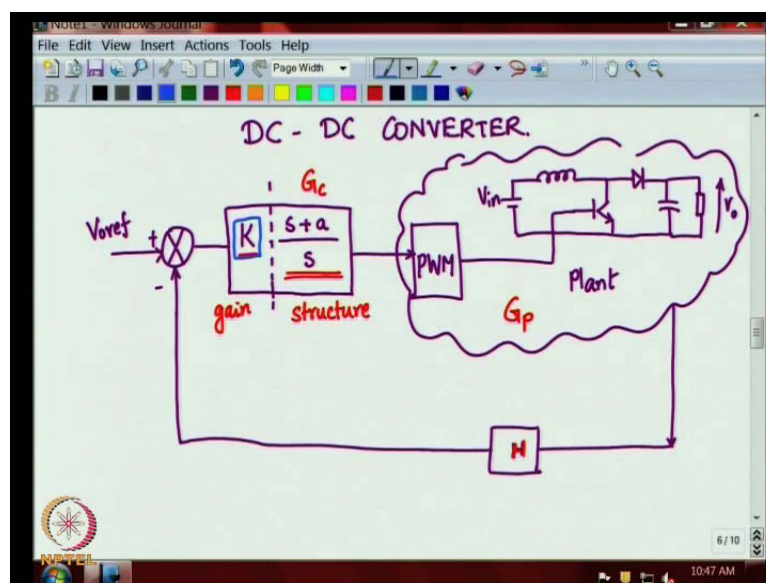 Note1 - Windows Journal
File Edit View Insert Actions Tools Help
Page Width
B I
DC - DC CONVERTER.
Gc
Voref
+
-
K
s+a
s
gain
structure
PWM
Vin
vo
Plant
Gp
H
6/10
NPTEL
10:47 AM